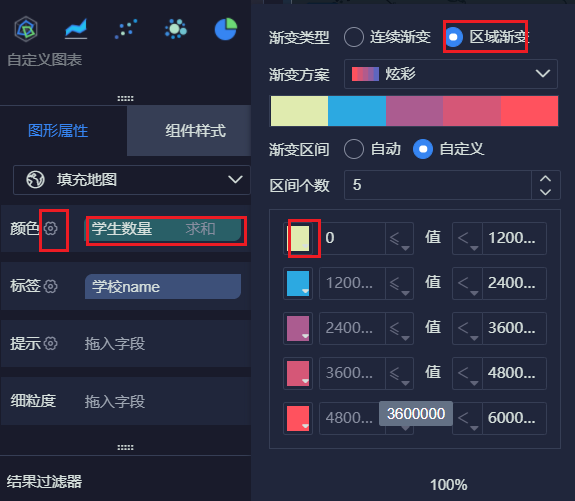 自定义图表
图形属性 组件样式
填充地图
颜色 学生数量 求和
标签 学校name
提示 拖入字段
细粒度 拖入字段
结果过滤器
渐变类型 连续渐变 区域渐变
渐变方案 炫彩
渐变区间 自动 自定义
区间个数 5
0 ≤ 值 < 1200...
1200... ≤ 值 < 2400...
2400... ≤ 值 < 3600...
3600... ≤ 值 < 4800...
4800... 3600000 < 6000...
100%